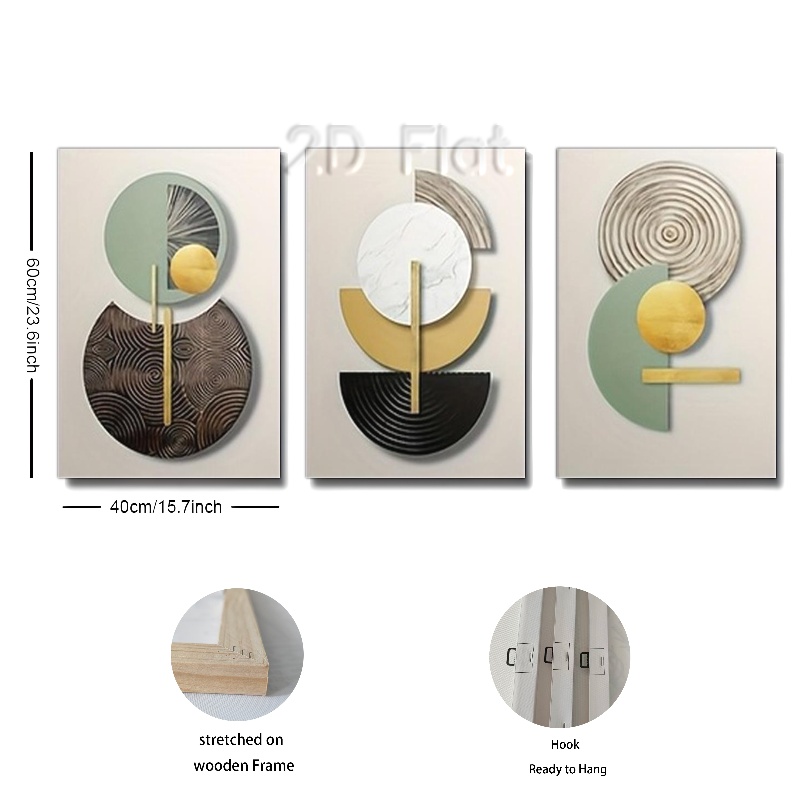 2D Flat
60cm/23.6inch
40cm/15.7inch
stretched on
wooden Frame
Hook
Ready to Hang